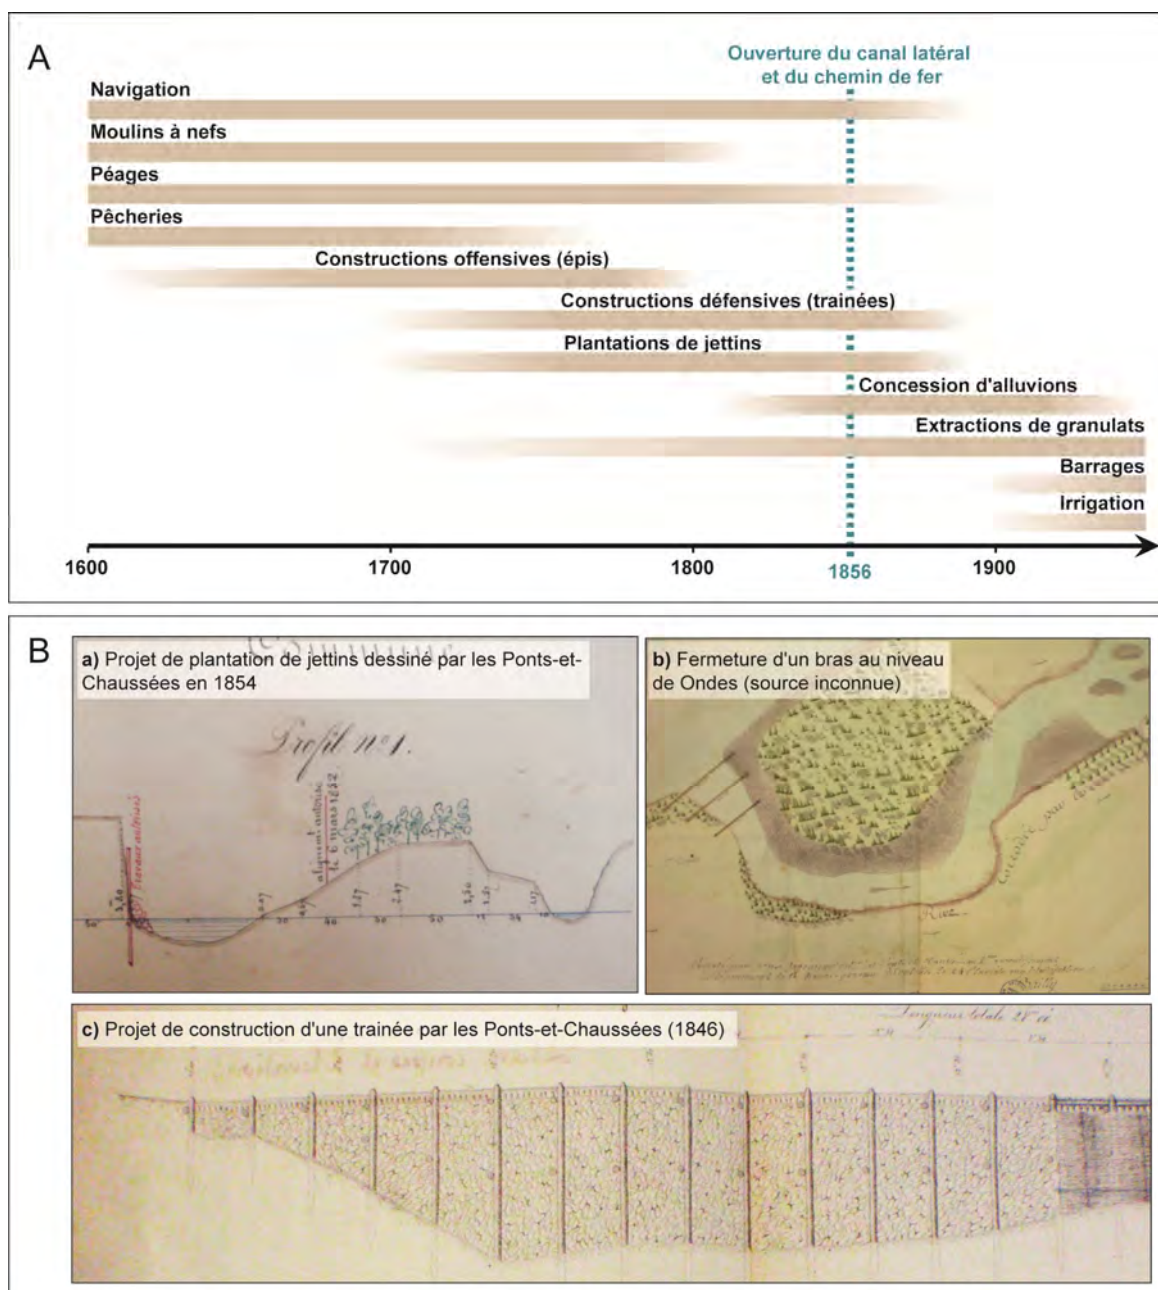 A
Ouverture du canal latéral
et du chemin de fer
Navigation
Moulins à nefs
Péages
Pêcheries
Constructions offensives (épis)
Constructions défensives (trainées)
Plantations de jettins
Concession d'alluvions
Extractions de granulats
Barrages
Irrigation
1600
1700
1800
1856
1900
B
a) Projet de plantation de jettins dessiné par les Ponts-et-
Chaussées en 1854
Profil n°1.
b) Fermeture d'un bras au niveau
de Ondes (source inconnue)
c) Projet de construction d'une trainée par les Ponts-et-Chaussées (1846)
Longueur totale